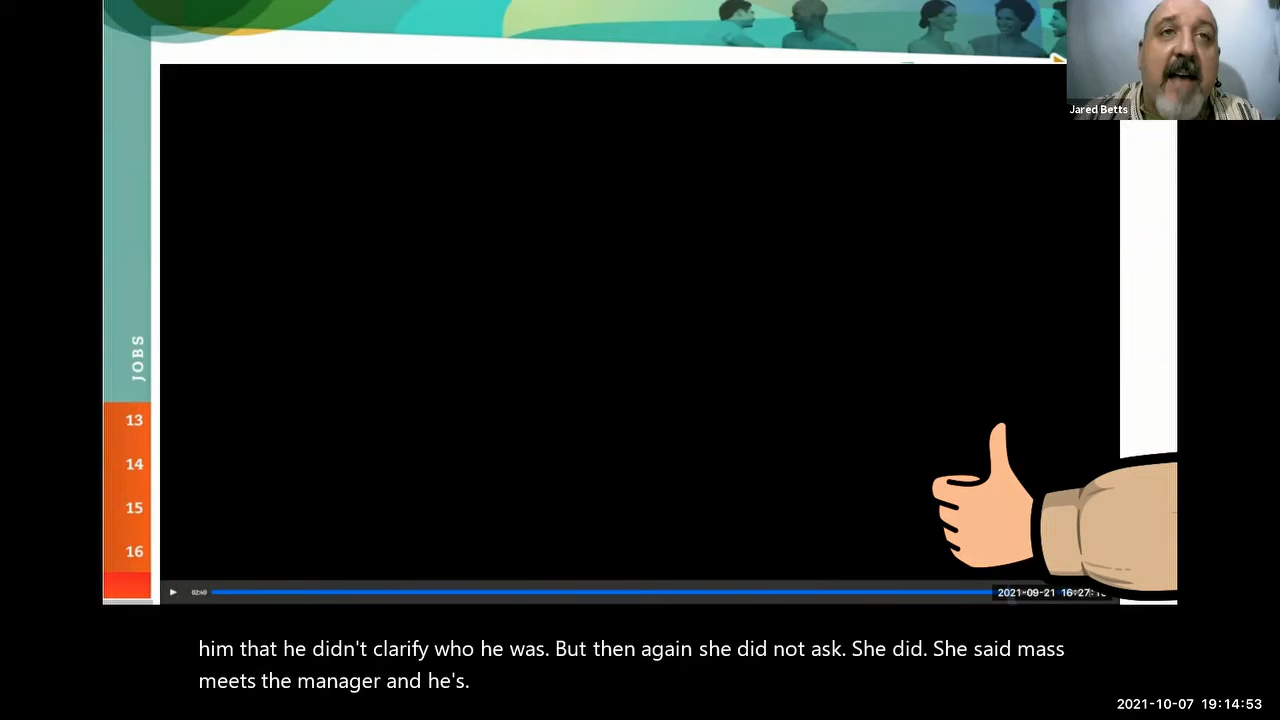 Jared Betts
JOBS
13
14
15
16
02:40
2021-09-21 16:27:
him that he didn't clarify who he was. But then again she did not ask. She did. She said mass
meets the manager and he's.
2021-10-07 19:14:53